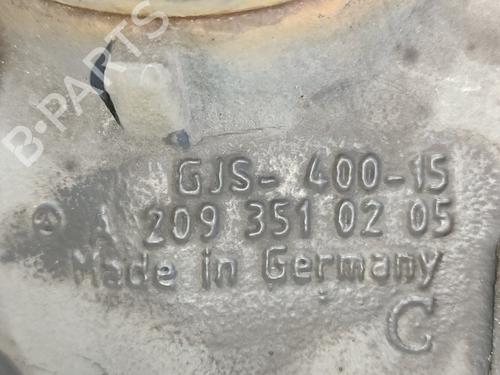 B-PARTS
GJS- 400-15
A 209 351 02 05
Made in Germany
C